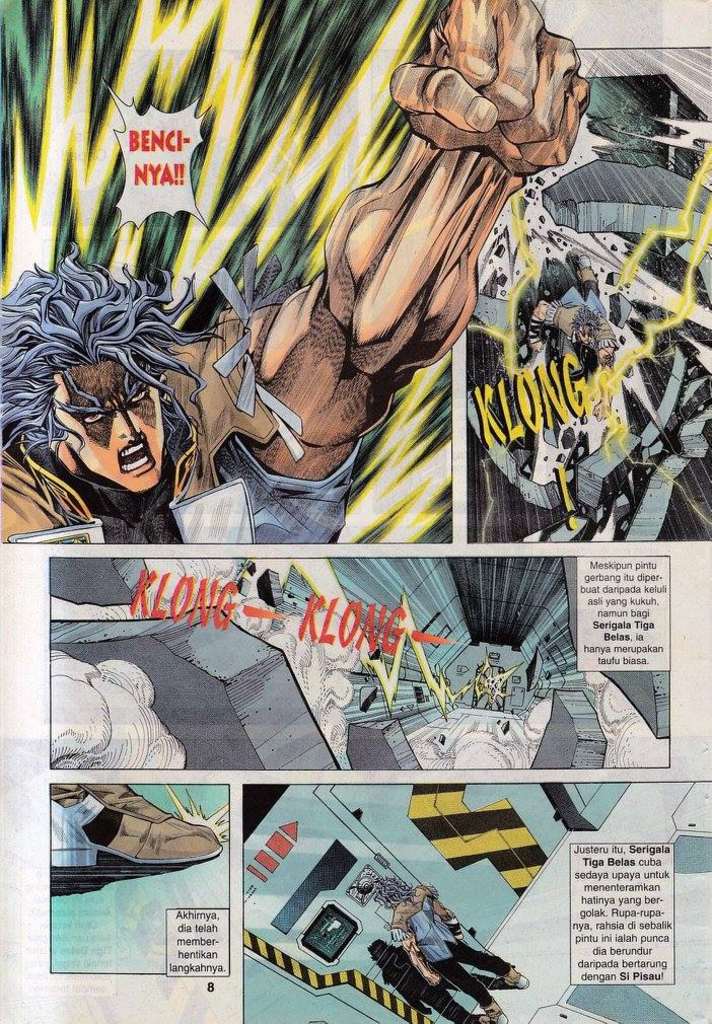 BENCI-
NYA!!
KLONG
!
KLONG— KLONG—
Meskipun pintu
gerbang itu diper-
buat daripada keluli
asli yang kukuh,
namun bagi
Serigala Tiga
Belas, ia
hanya merupakan
taufu biasa.
Akhirnya,
dia telah
member-
hentikan
langkahnya.
Justeru itu, Serigala
Tiga Belas cuba
sedaya upaya untuk
menenteramkan
hatinya yang ber-
golak. Rupa-rupa-
nya, rahsia di sebalik
pintu ini ialah punca
dia berundur
daripada bertarung
dengan Si Pisau!
8